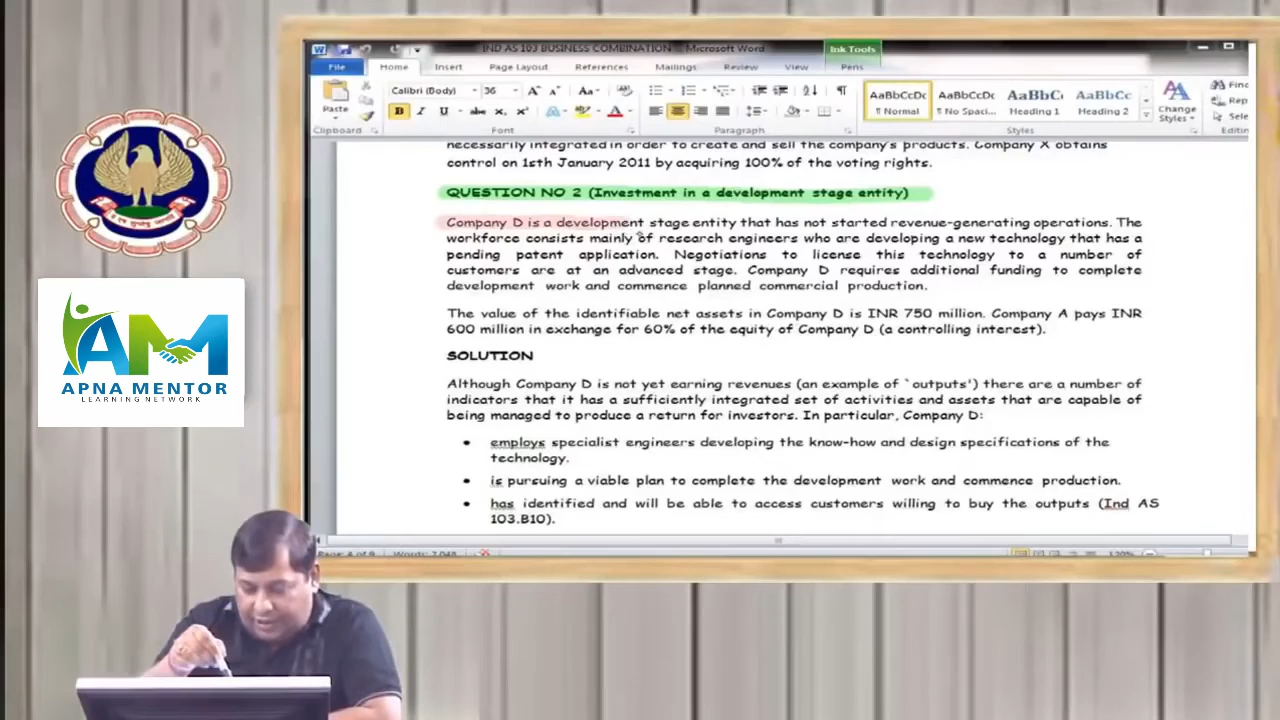 IND AS 103 BUSINESS COMBINATION - Microsoft Word
Ink Tools
File Home Insert Page Layout References Mailings Review View Pens
Calibri (Body) 36
AaBbCcDc AaBbCcDc AaBbCc AaBbCc
Paste
¶ Normal ¶ No Spaci... Heading 1 Heading 2
Change Styles
Find
Clipboard Font Paragraph Styles
necessarily integrated in order to create and sell the company's products. Company X obtains
control on 1sth January 2011 by acquiring 100% of the voting rights.
QUESTION NO 2 (Investment in a development stage entity)
Company D is a development stage entity that has not started revenue-generating operations. The
workforce consists mainly of research engineers who are developing a new technology that has a
pending patent application. Negotiations to license this technology to a number of
customers are at an advanced stage. Company D requires additional funding to complete
development work and commence planned commercial production.
The value of the identifiable net assets in Company D is INR 750 million. Company A pays INR
600 million in exchange for 60% of the equity of Company D (a controlling interest).
SOLUTION
Although Company D is not yet earning revenues (an example of `outputs') there are a number of
indicators that it has a sufficiently integrated set of activities and assets that are capable of
being managed to produce a return for investors. In particular, Company D:
• employs specialist engineers developing the know-how and design specifications of the
technology.
• is pursuing a viable plan to complete the development work and commence production.
• has identified and will be able to access customers willing to buy the outputs (Ind AS
103.B10).
Page: 4 of 9 Words: 7,048 120%
AM
APNA MENTOR
LEARNING NETWORK